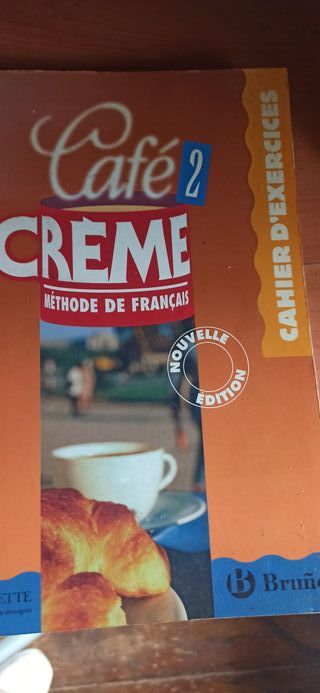 Café 2
CRÈME
MÉTHODE DE FRANÇAIS
CAHIER D'EXERCICES
NOUVELLE
ÉDITION